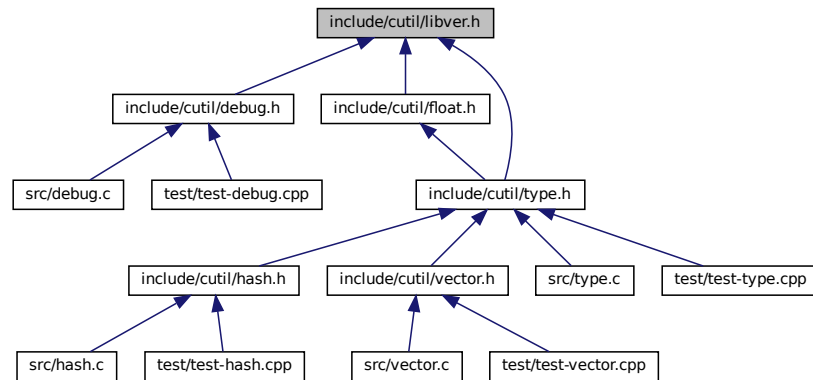 include/cutil/libver.h
include/cutil/debug.h
include/cutil/float.h
src/debug.c
test/test-debug.cpp
include/cutil/type.h
include/cutil/hash.h
include/cutil/vector.h
src/type.c
test/test-type.cpp
src/hash.c
test/test-hash.cpp
src/vector.c
test/test-vector.cpp